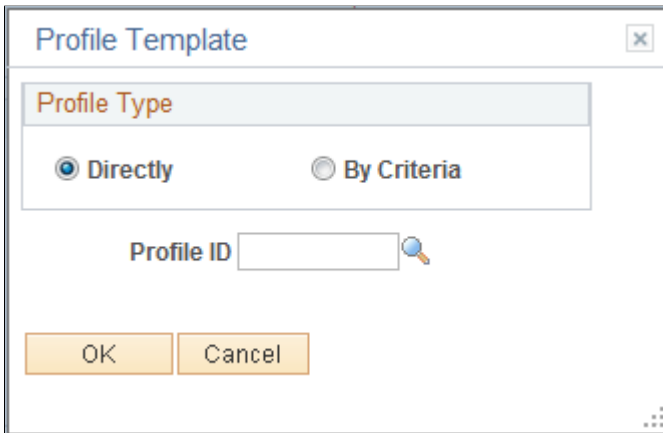 Profile Template
Profile Type
Directly By Criteria
Profile ID
OK Cancel